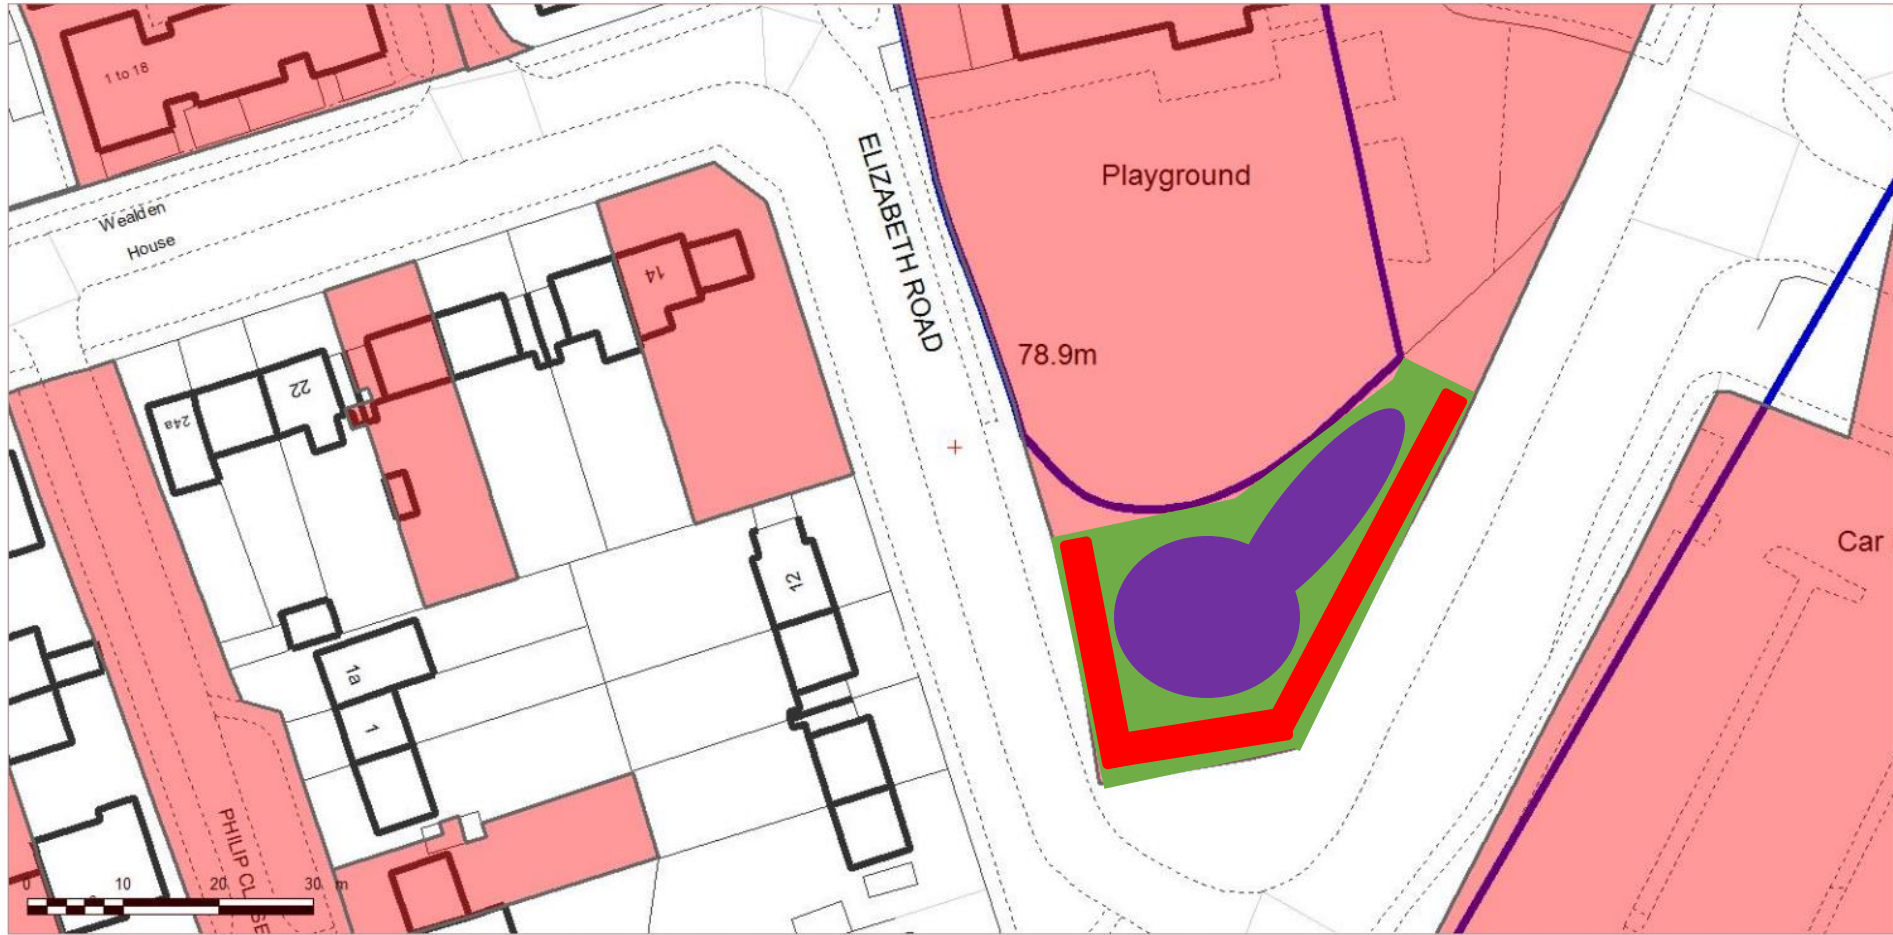 1 to 18
Wealden
House
ELIZABETH ROAD
Playground
14
78.9m
22
24a
Car
12
1a
1
PHILIP CLOSE
0 10 20 30 m